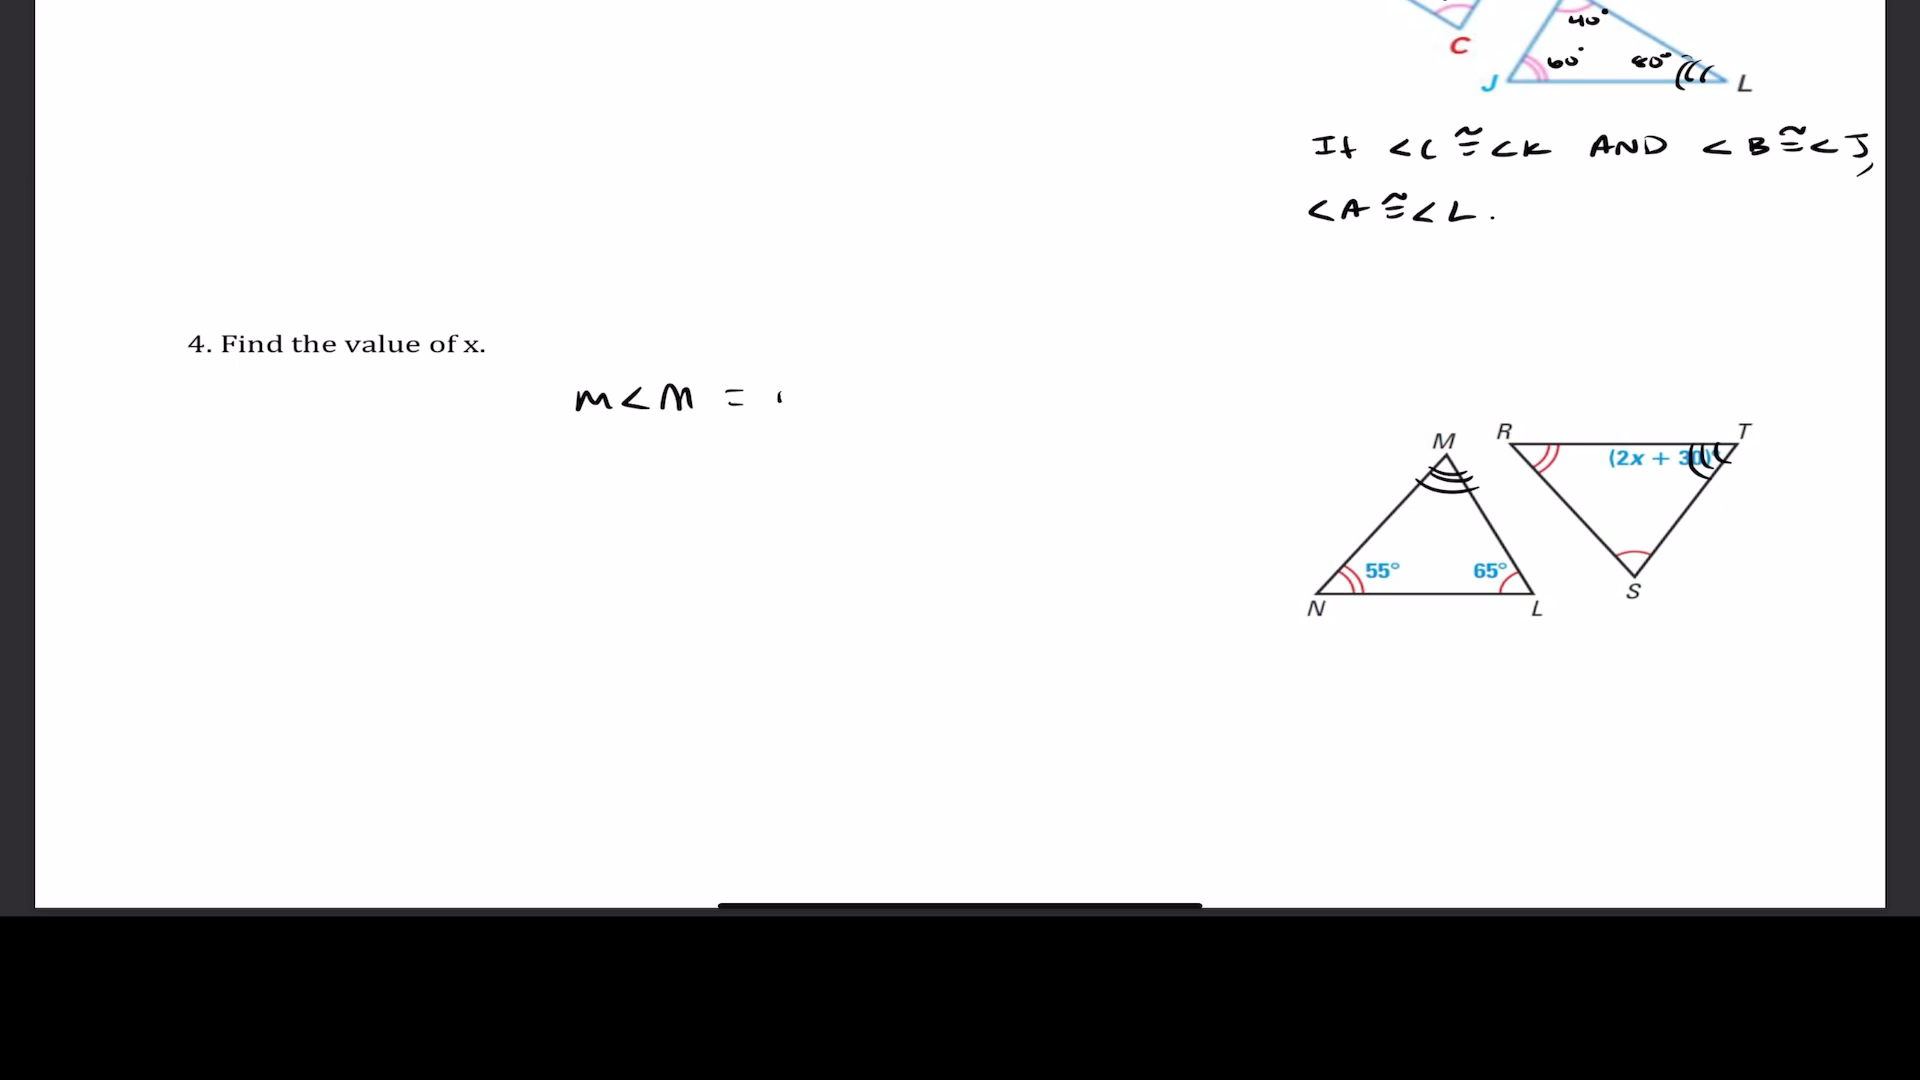 C
40°
60°
80°
J
L
If <C ≅ <K AND <B ≅ <J,
<A ≅ <L.
4. Find the value of x.
m<M =
M
R
T
(2x + 30)°
55°
65°
N
L
S